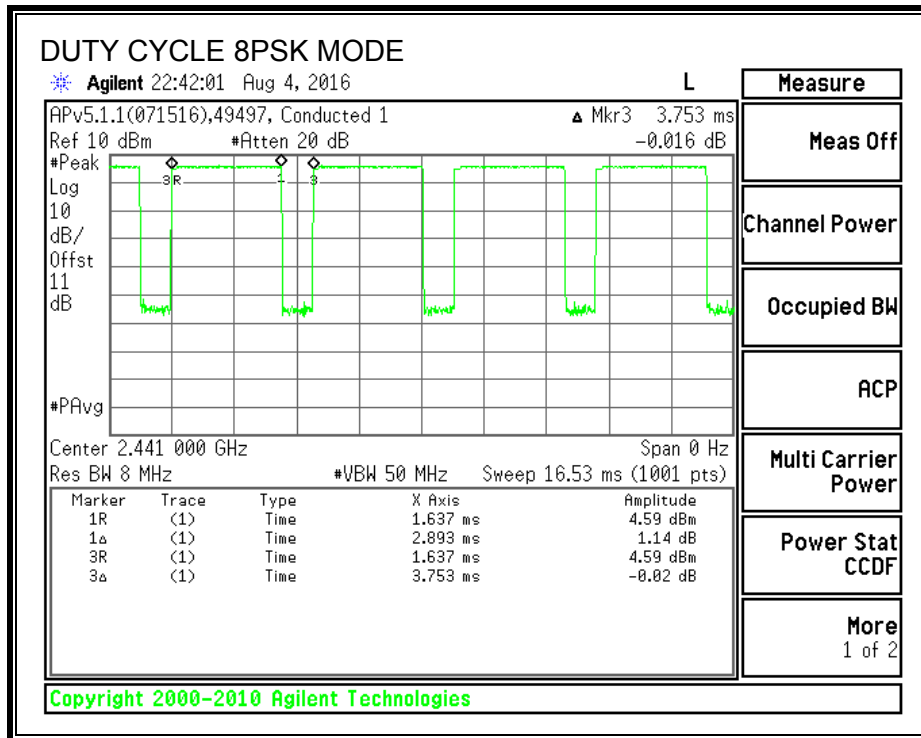 DUTY CYCLE 8PSK MODE
Agilent 22:42:01 Aug 4, 2016 L
Measure
APv5.1.1(071516),49497, Conducted 1 Δ Mkr3 3.753 ms
Ref 10 dBm #Atten 20 dB -0.016 dB
Meas Off
#Peak
Log
10
dB/
Offst
11
dB
3R 1 3
#PAvg
Channel Power
Occupied BW
ACP
Center 2.441 000 GHz Span 0 Hz
Res BW 8 MHz #VBW 50 MHz Sweep 16.53 ms (1001 pts)
Multi Carrier
Power
Marker Trace Type X Axis Amplitude
1R (1) Time 1.637 ms 4.59 dBm
1Δ (1) Time 2.893 ms 1.14 dB
3R (1) Time 1.637 ms 4.59 dBm
3Δ (1) Time 3.753 ms -0.02 dB
Power Stat
CCDF
More
1 of 2
Copyright 2000-2010 Agilent Technologies